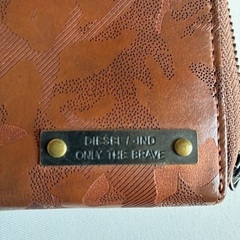 DIESEL / -IND
ONLY THE BRAVE